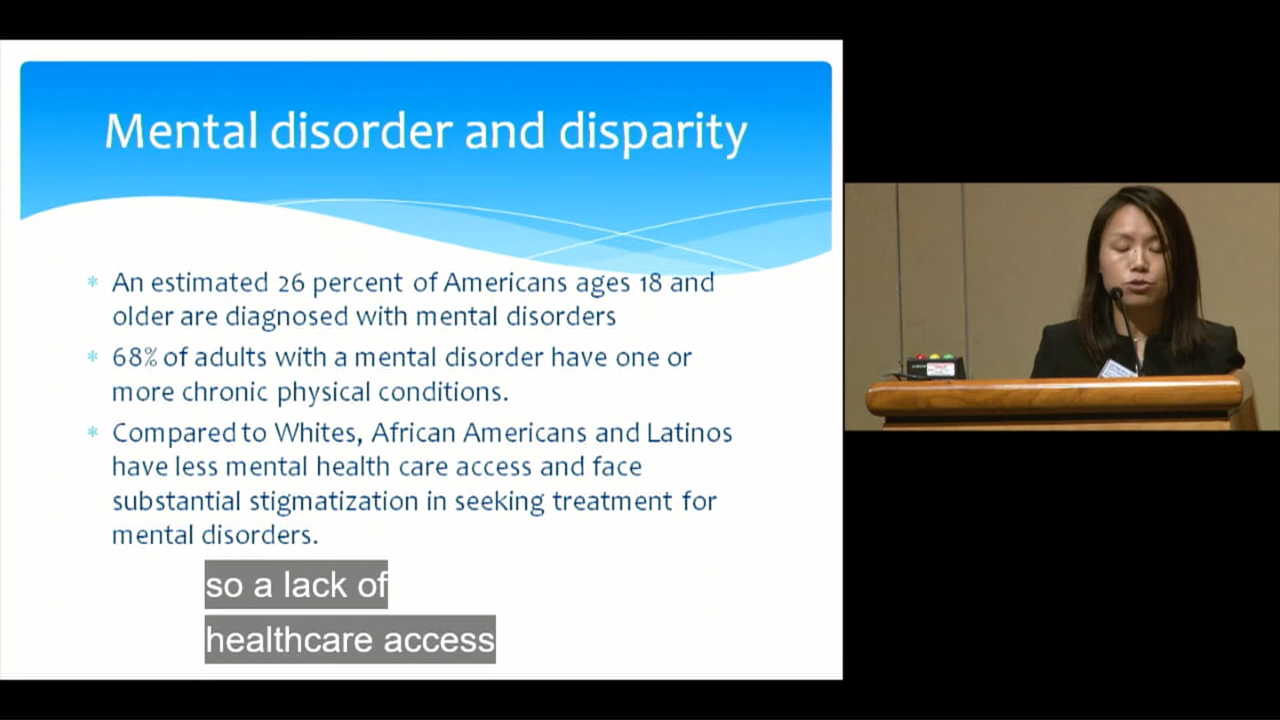 Mental disorder and disparity
* An estimated 26 percent of Americans ages 18 and
older are diagnosed with mental disorders
* 68% of adults with a mental disorder have one or
more chronic physical conditions.
* Compared to Whites, African Americans and Latinos
have less mental health care access and face
substantial stigmatization in seeking treatment for
mental disorders.
so a lack of
healthcare access